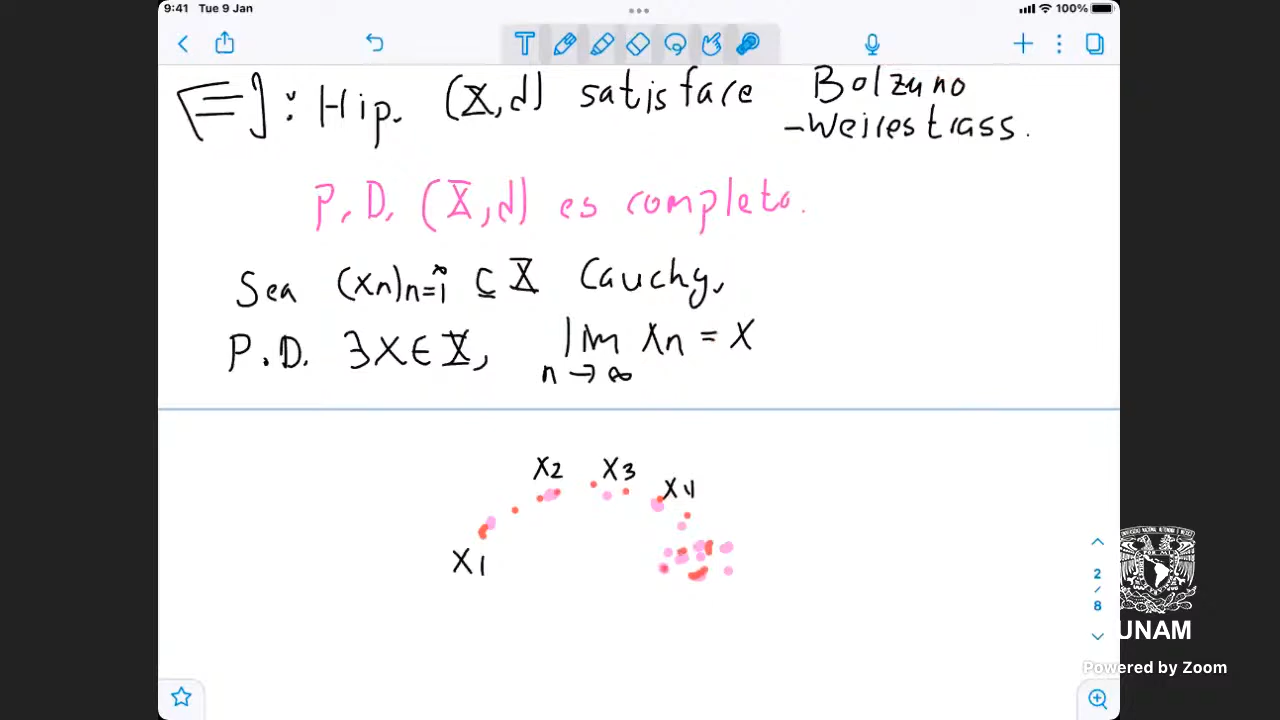 9:41 Tue 9 Jan
100%
⇐]: Hip. (X,d) satisface Bolzano
-Weirestrass.
P.D. (X,d) es completo.
Sea (xn)n=1^∞ ⊆ X Cauchy,
P.D. ∃x∈X, lim xn = x
n→∞
x2 x3
x4
x1
2
/
8
UNAM
Powered by Zoom